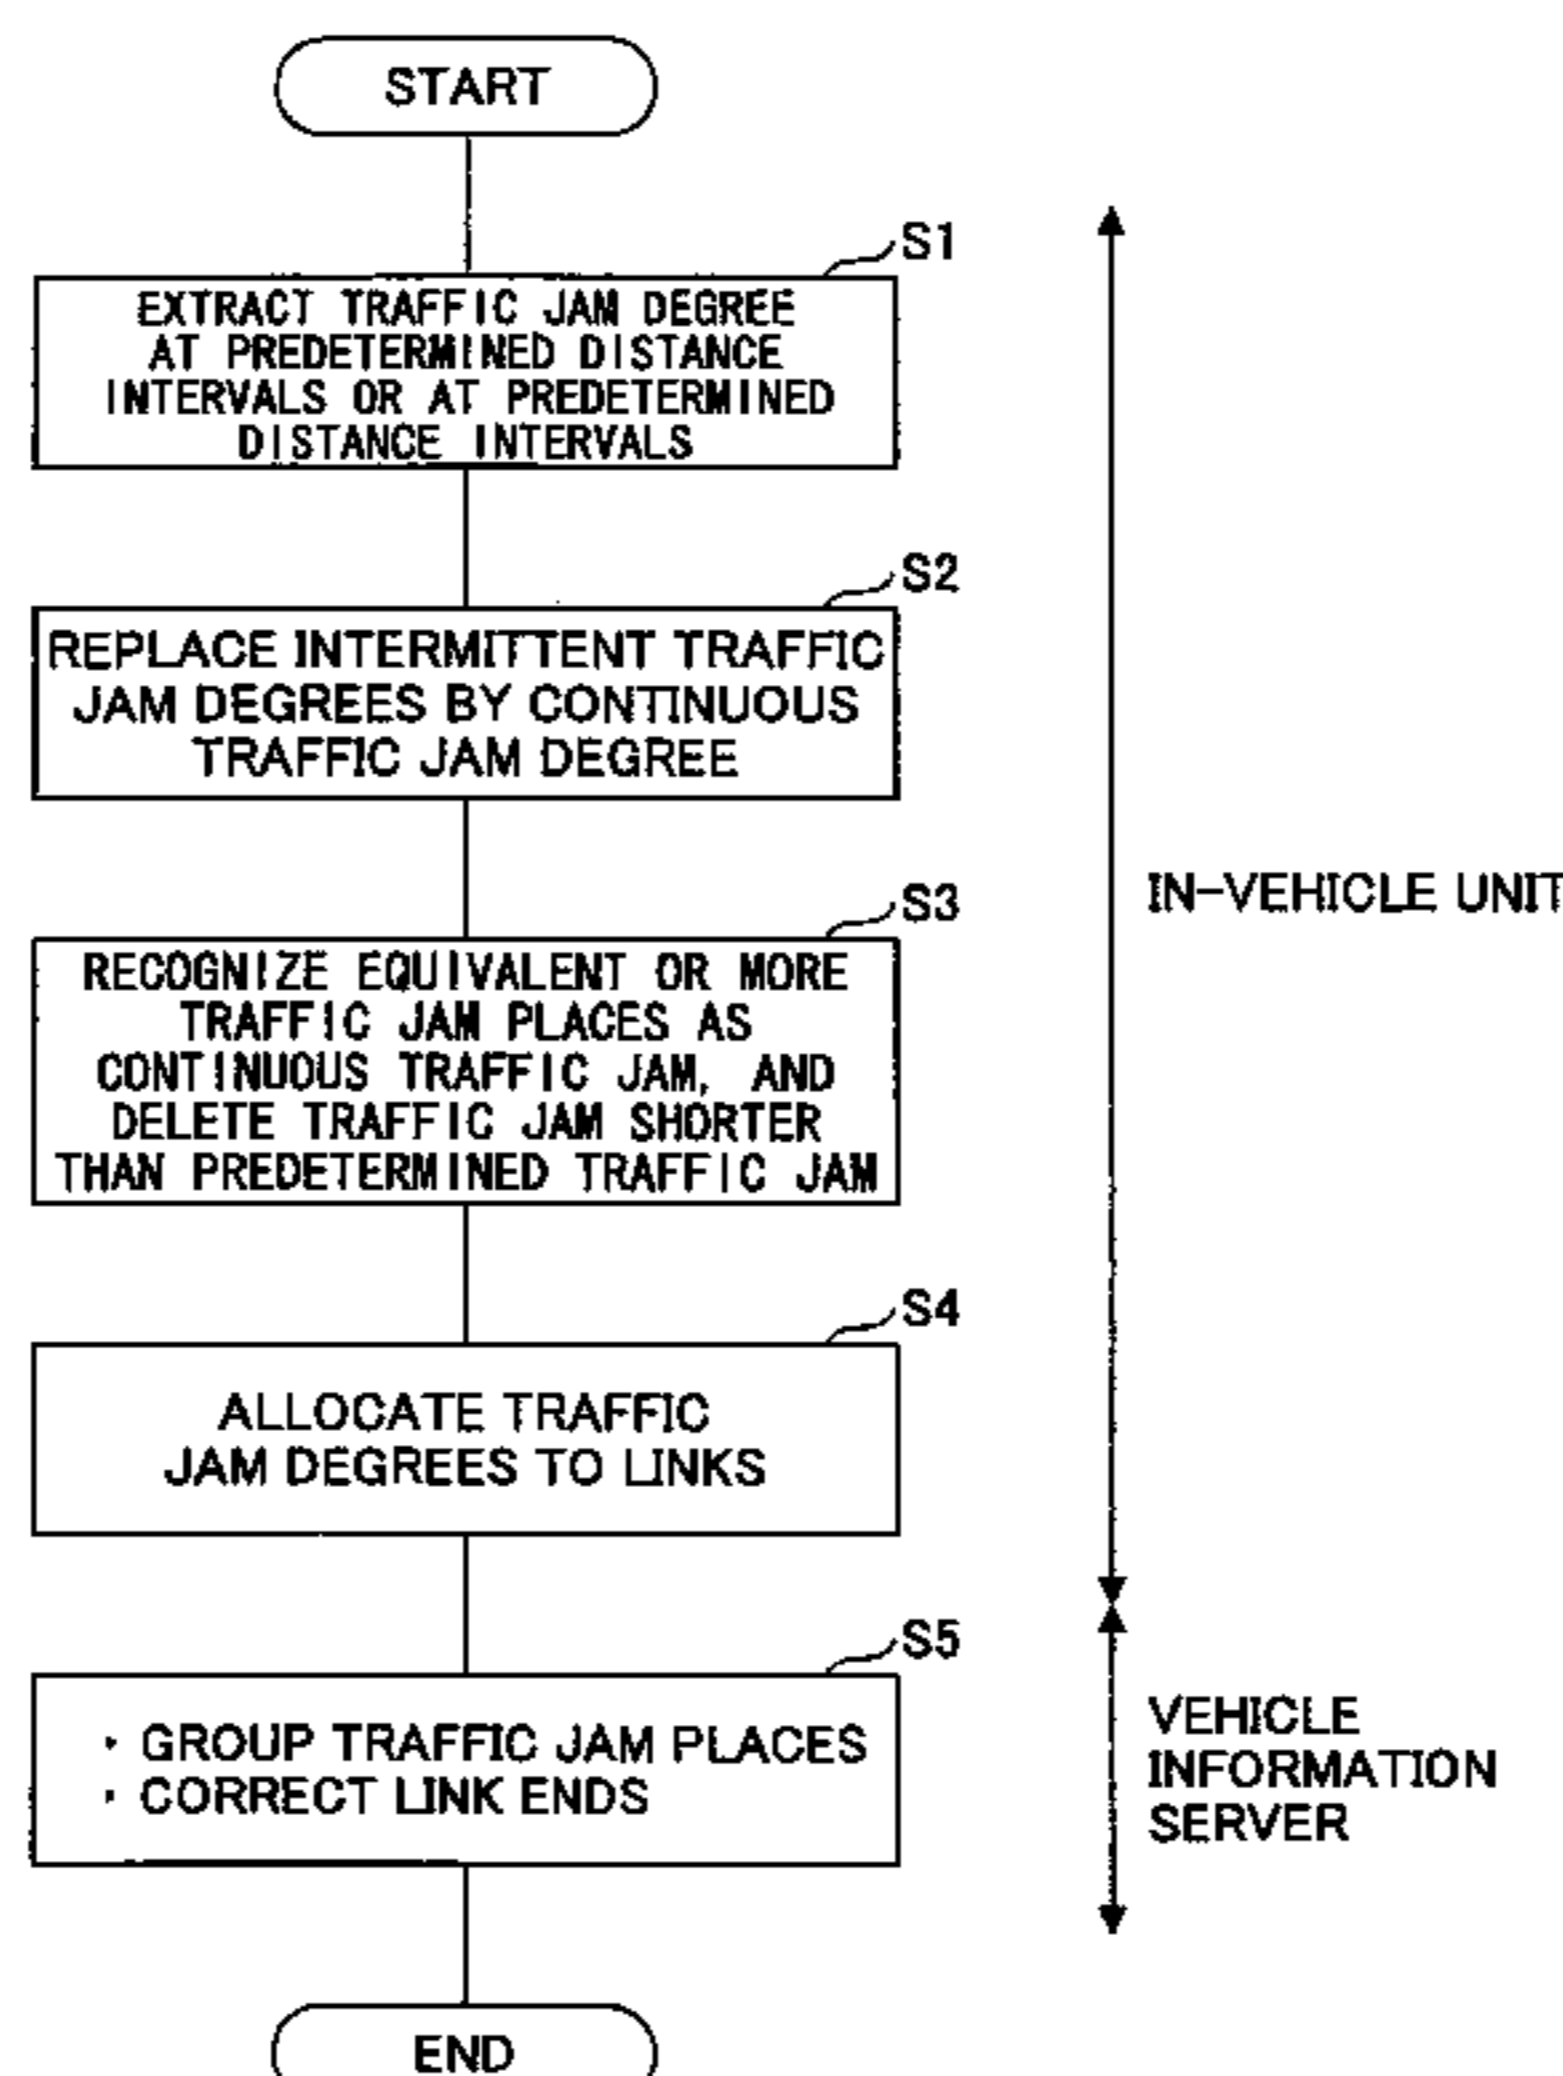 START
S1
EXTRACT TRAFFIC JAM DEGREE
AT PREDETERMINED DISTANCE
INTERVALS OR AT PREDETERMINED
DISTANCE INTERVALS
S2
REPLACE INTERMITTENT TRAFFIC
JAM DEGREES BY CONTINUOUS
TRAFFIC JAM DEGREE
IN-VEHICLE UNIT
S3
RECOGNIZE EQUIVALENT OR MORE
TRAFFIC JAM PLACES AS
CONTINUOUS TRAFFIC JAM, AND
DELETE TRAFFIC JAM SHORTER
THAN PREDETERMINED TRAFFIC JAM
S4
ALLOCATE TRAFFIC
JAM DEGREES TO LINKS
S5
・GROUP TRAFFIC JAM PLACES
・CORRECT LINK ENDS
VEHICLE
INFORMATION
SERVER
END